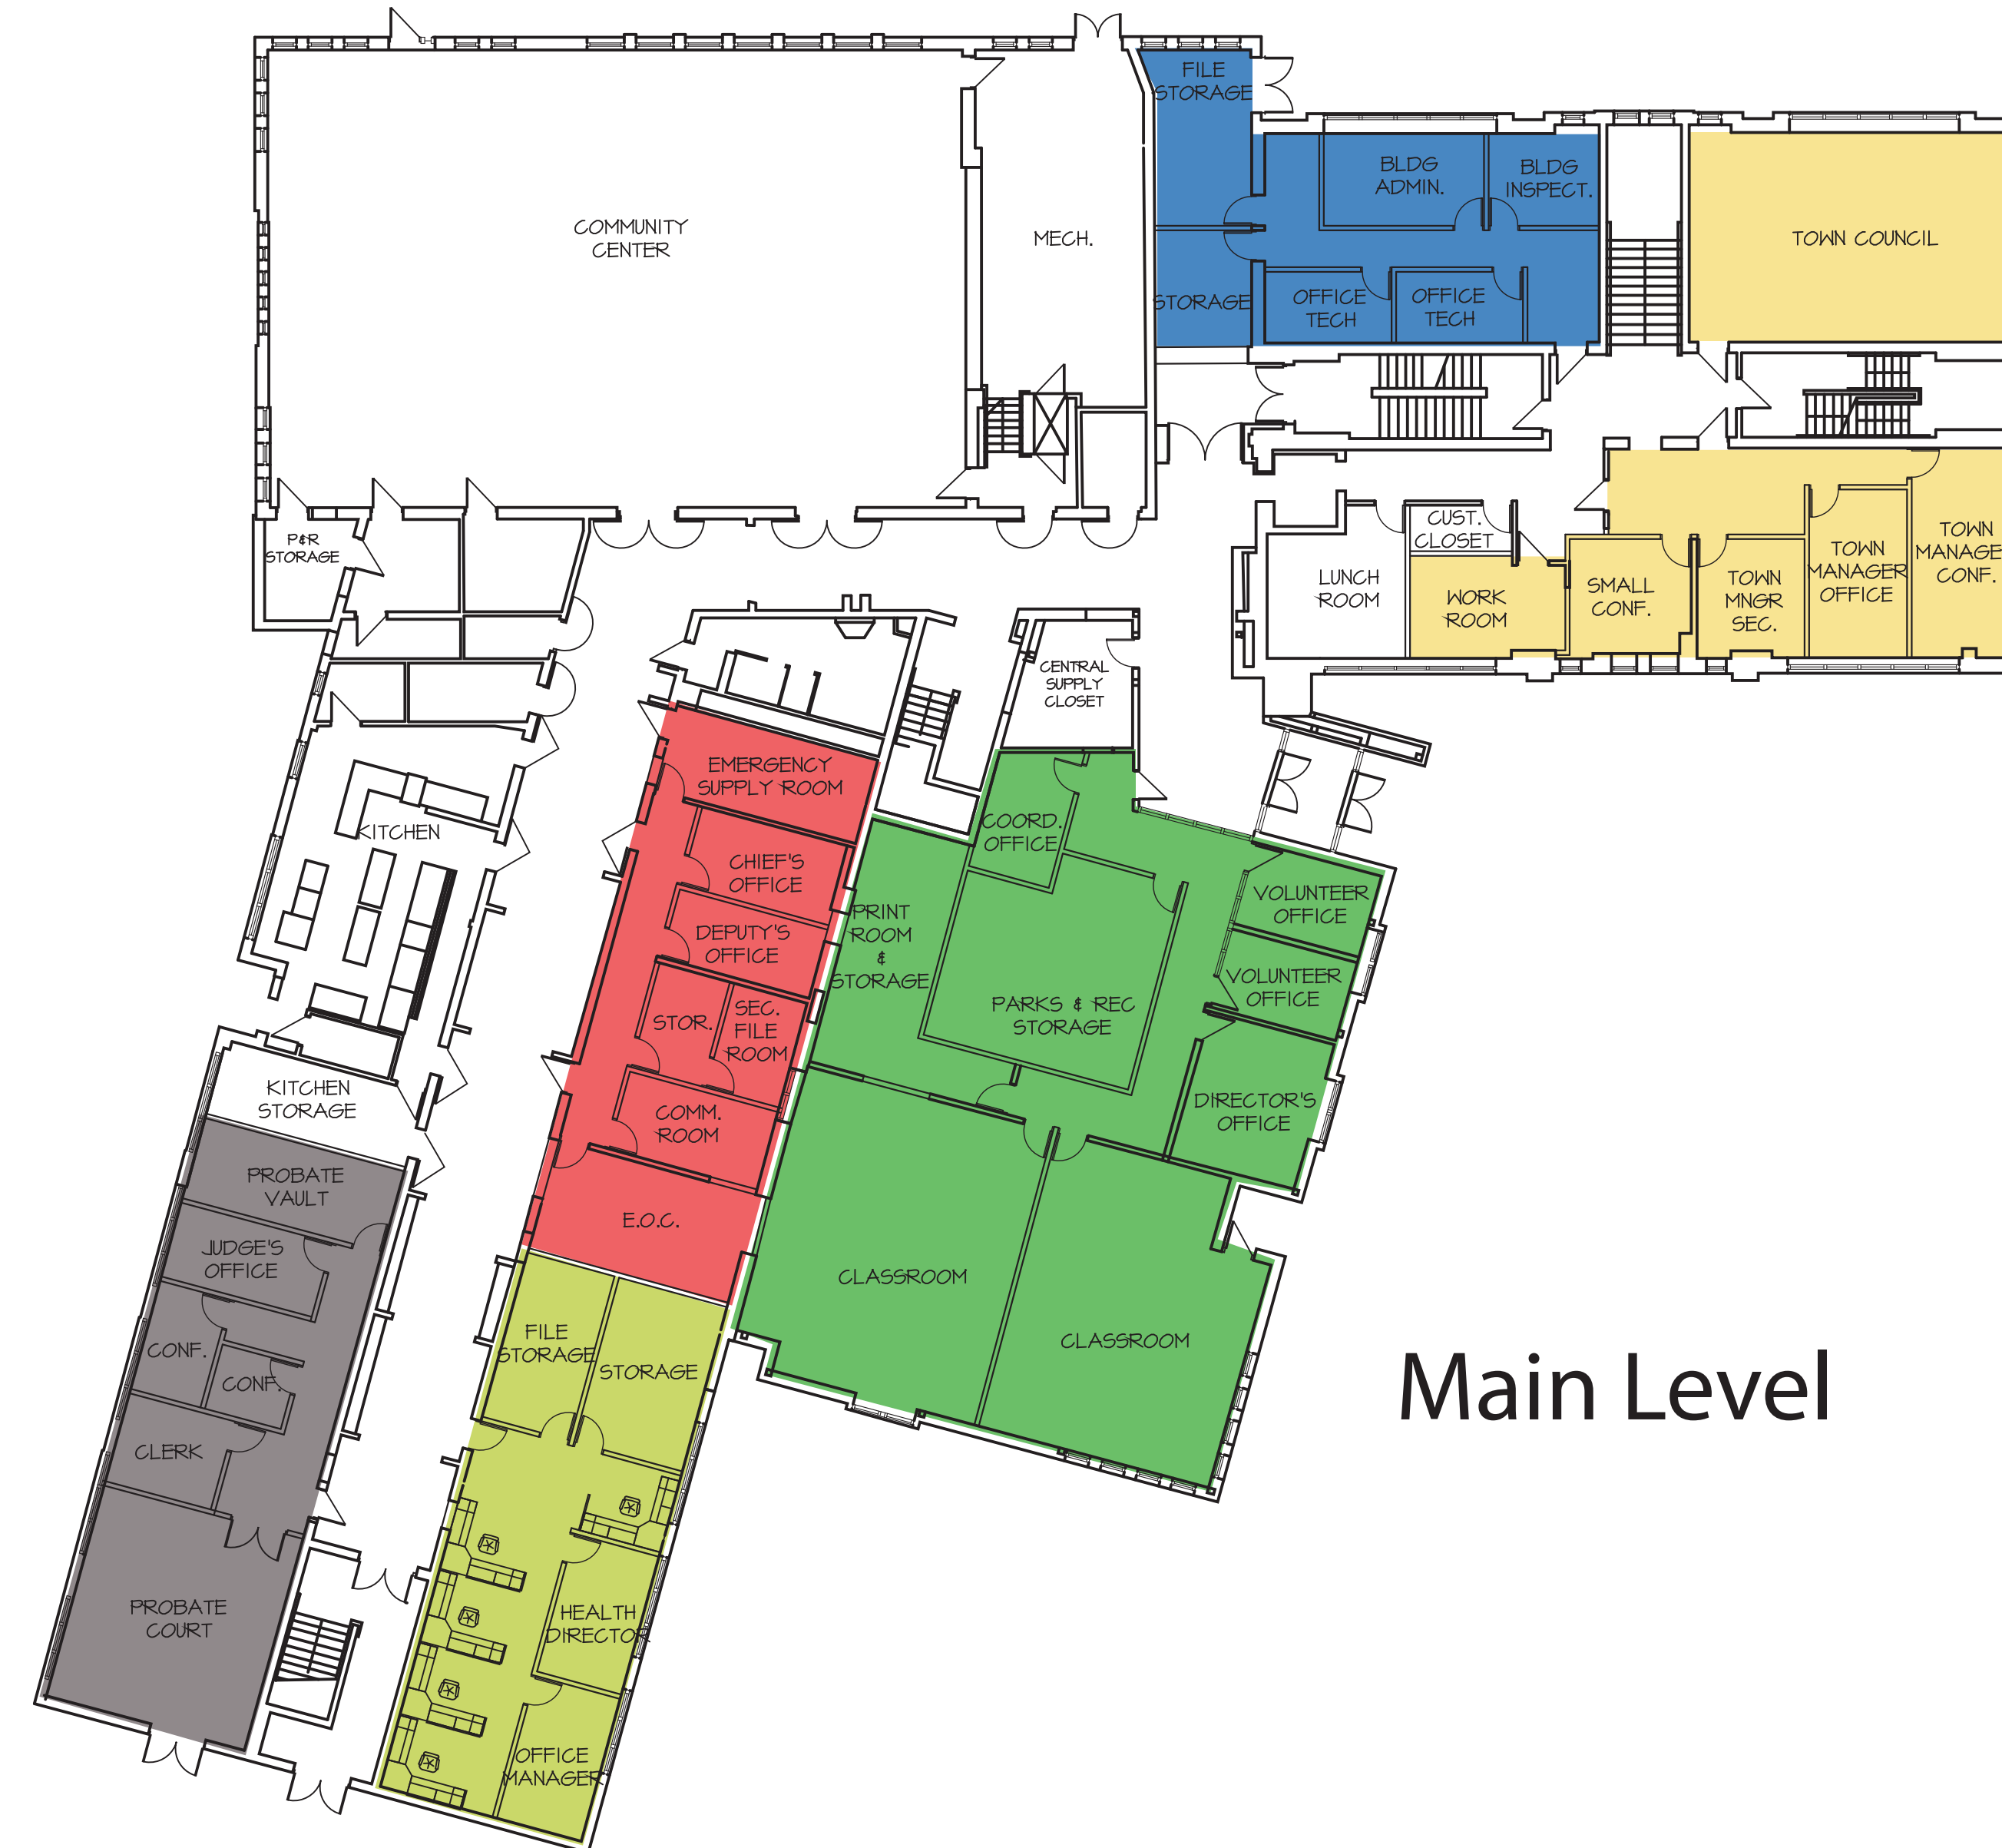 FILE
STORAGE
BLDG
ADMIN.
BLDG
INSPECT.
COMMUNITY
CENTER
MECH.
TOWN COUNCIL
STORAGE
OFFICE
TECH
OFFICE
TECH
P&R
STORAGE
CUST.
CLOSET
LUNCH
ROOM
WORK
ROOM
SMALL
CONF.
TOWN
MNGR
SEC.
TOWN
MANAGER
OFFICE
TOWN
MANAGE
CONF.
CENTRAL
SUPPLY
CLOSET
EMERGENCY
SUPPLY ROOM
KITCHEN
COORD.
OFFICE
CHIEF'S
OFFICE
VOLUNTEER
OFFICE
DEPUTY'S
OFFICE
PRINT
ROOM
&
STORAGE
VOLUNTEER
OFFICE
PARKS & REC
STORAGE
STOR.
SEC.
FILE
ROOM
KITCHEN
STORAGE
COMM.
ROOM
DIRECTOR'S
OFFICE
PROBATE
VAULT
E.O.C.
JUDGE'S
OFFICE
CLASSROOM
CLASSROOM
CONF.
CONF.
FILE
STORAGE
STORAGE
Main Level
CLERK
PROBATE
COURT
HEALTH
DIRECTOR
OFFICE
MANAGER